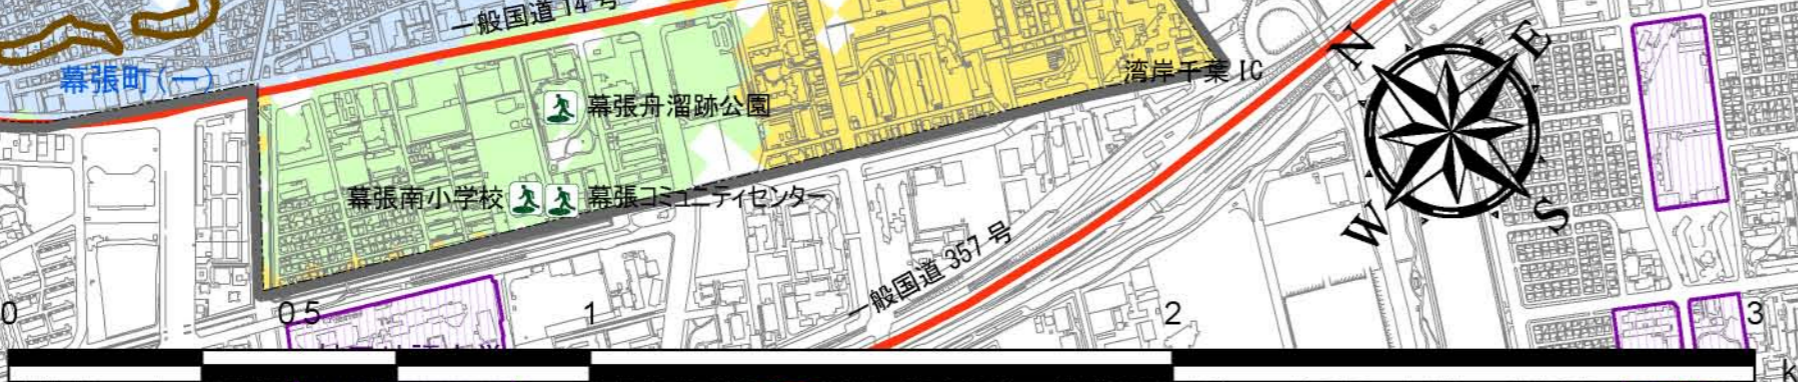 一般国道 14 号
幕張町(一)
湾岸千葉 IC
幕張舟溜跡公園
幕張南小学校
幕張コミュニティセンター
一般国道 357 号
N
E
W
S
0
0.5
1
2
3
k